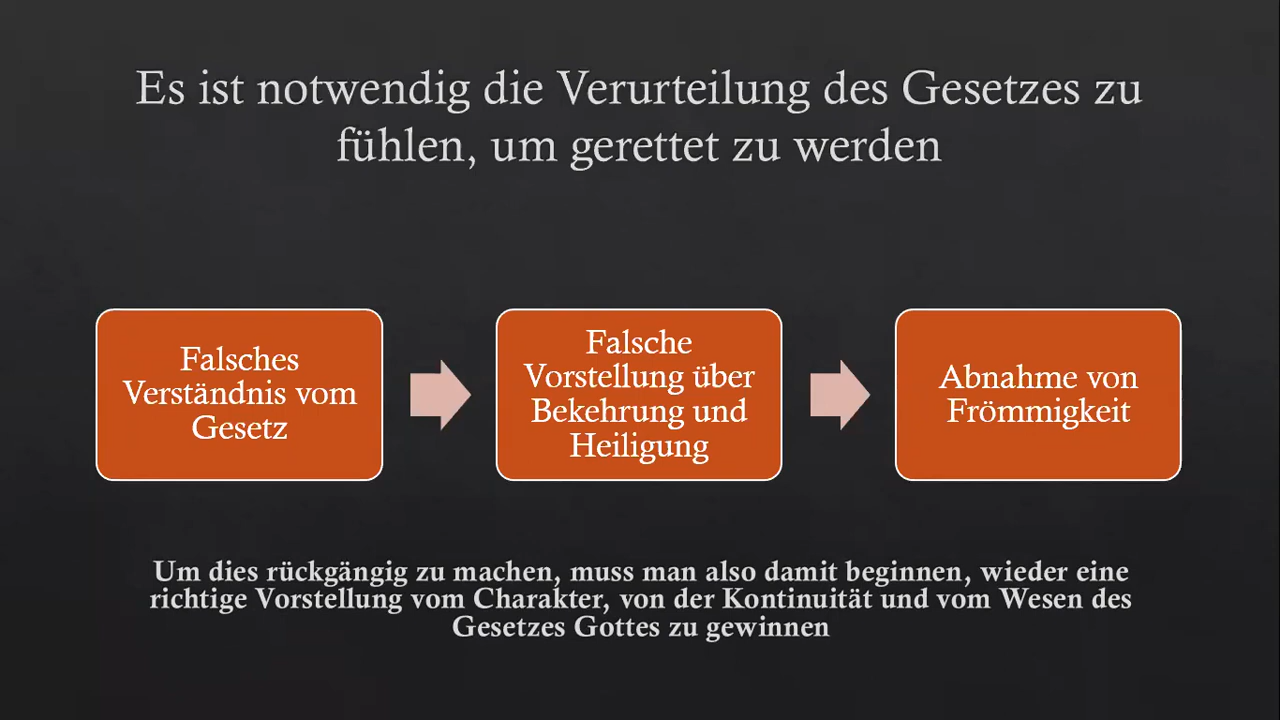 Es ist notwendig die Verurteilung des Gesetzes zu
fühlen, um gerettet zu werden
Falsches
Verständnis vom
Gesetz
Falsche
Vorstellung über
Bekehrung und
Heiligung
Abnahme von
Frömmigkeit
Um dies rückgängig zu machen, muss man also damit beginnen, wieder eine
richtige Vorstellung vom Charakter, von der Kontinuität und vom Wesen des
Gesetzes Gottes zu gewinnen